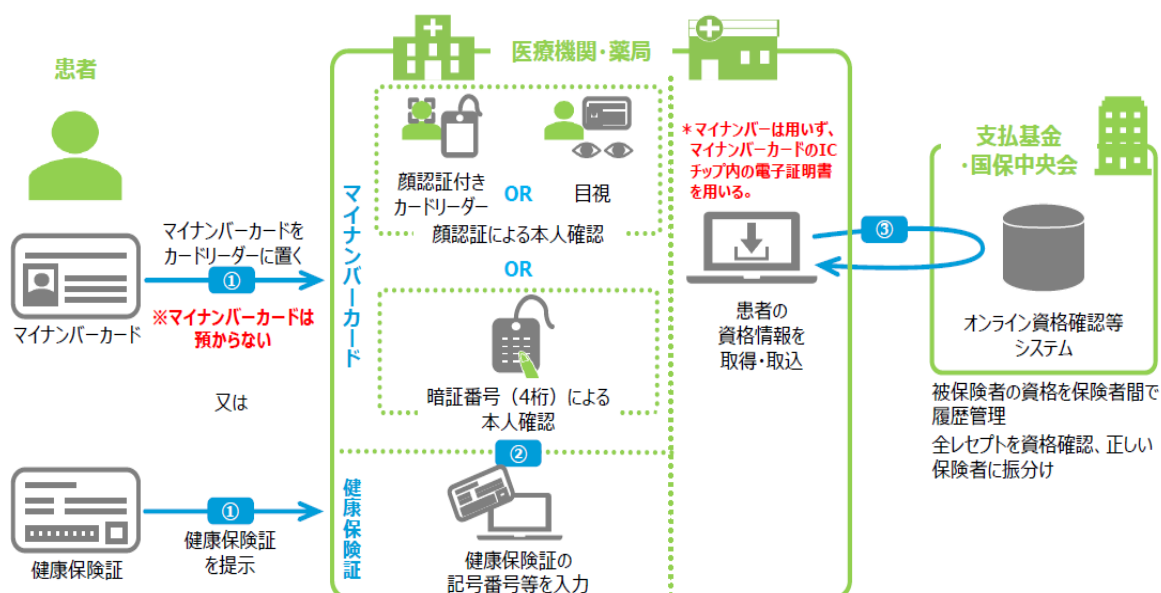 患者
マイナンバーカード
マイナンバーカードを
カードリーダーに置く
①
※マイナンバーカードは
預からない
又は
健康保険証
①
健康保険証
を提示
医療機関・薬局
マイナンバーカード
顔認証付き
カードリーダー
OR
目視
顔認証による本人確認
OR
暗証番号（4桁）による
本人確認
②
健康保険証
健康保険証の
記号番号等を入力
＊マイナンバーは用いず、
マイナンバーカードのIC
チップ内の電子証明書
を用いる。
患者の
資格情報を
取得・取込
③
支払基金
・国保中央会
オンライン資格確認等
システム
被保険者の資格を保険者間で
履歴管理
全レセプトを資格確認、正しい
保険者に振分け